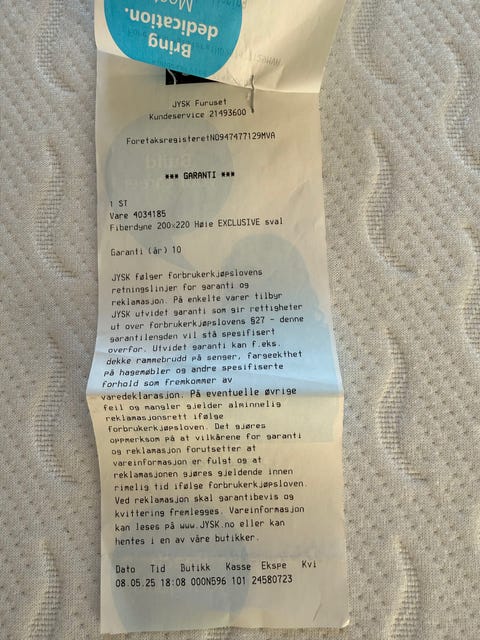 Bring
dedication.
JYSK Furuset
Kundeservice 21493600
ForetaksregisteretNO947477129MVA
*** GARANTI ***
1 ST
Vare 4034185
Fiberdyne 200x220 Høie EXCLUSIVE sval
Garanti (år) 10
JYSK følger forbrukerkjøpslovens
retningslinjer for garanti og
reklamasjon. På enkelte varer tilbyr
JYSK utvidet garanti som gir rettigheter
ut over forbrukerkjøpslovens §27 - denne
garantilengden vil stå spesifisert
overfor. Utvidet garanti kan f.eks.
dekke rammebrudd på senger, fargeekthet
på hagemøbler og andre spesifiserte
forhold som fremkommer av
varedeklarasjon. På eventuelle øvrige
feil og mangler gjelder alminnelig
reklamasjonsrett ifølge
forbrukerkjøpsloven. Det gjøres
oppmerksom på at vilkårene for garanti
og reklamasjon forutsetter at
vareinformasjon er fulgt og at
reklamasjonen gjøres gjeldende innen
rimelig tid ifølge forbrukerkjøpsloven.
Ved reklamasjon skal garantibevis og
kvittering fremlegges. Vareinformasjon
kan leses på www.JYSK.no eller kan
hentes i en av våre butikker.
Dato Tid Butikk Kasse Ekspe Kvi
08.05.25 18:08 000N596 101 24580723